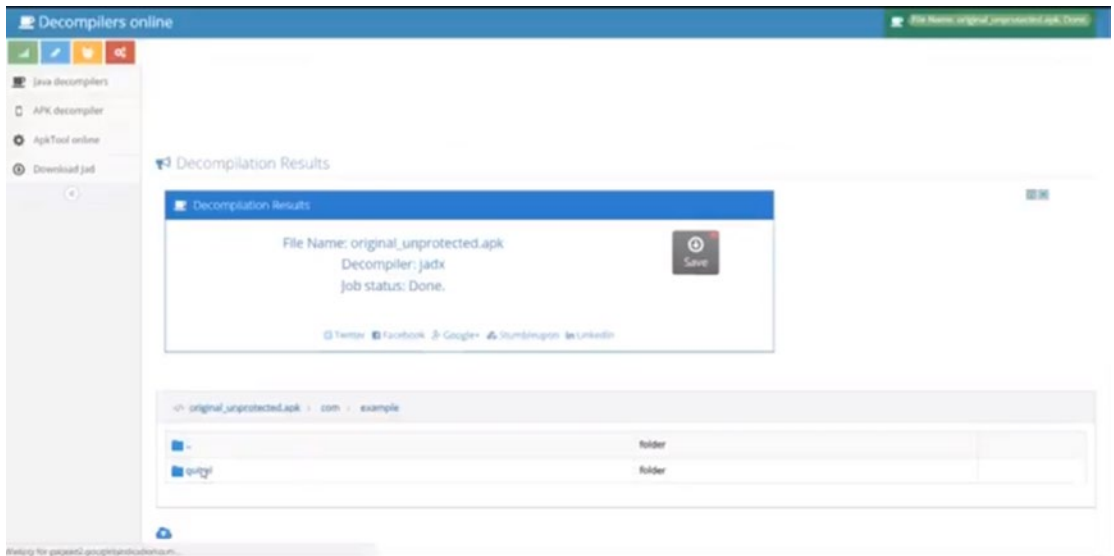 Decompilers online
File Name: original_unprotected.apk Done.
Java decompilers
APK decompiler
ApkTool online
Download Jad
Decompilation Results
Decompilation Results
File Name: original_unprotected.apk
Decompiler: jadx
Job status: Done.
Save
Twitter Facebook Google+ Stumbleupon LinkedIn
original_unprotected.apk com example
.. folder
folder
Waiting for